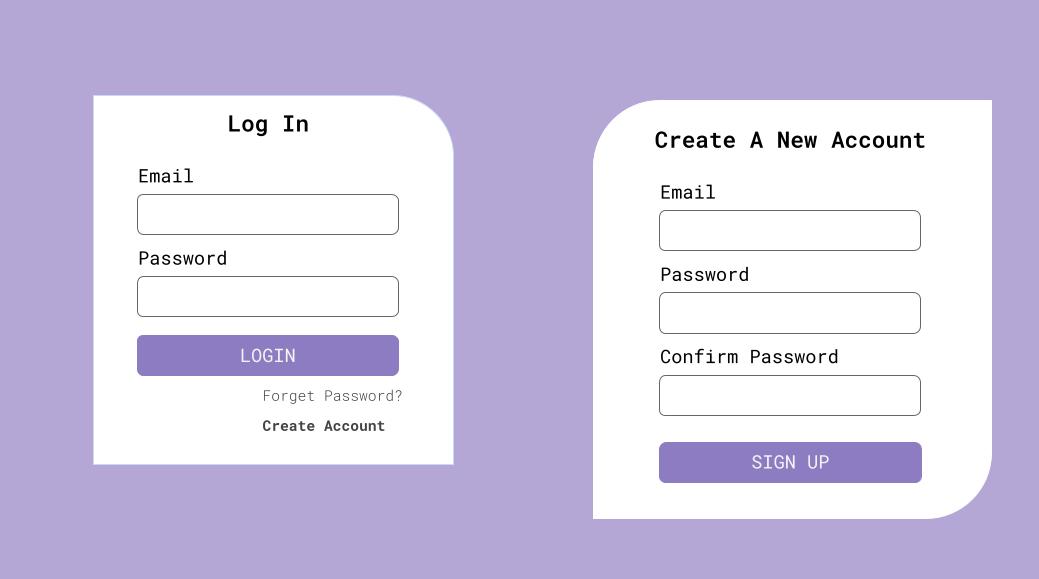 Log In
Email
Password
LOGIN
Forget Password?
Create Account
Create A New Account
Email
Password
Confirm Password
SIGN UP